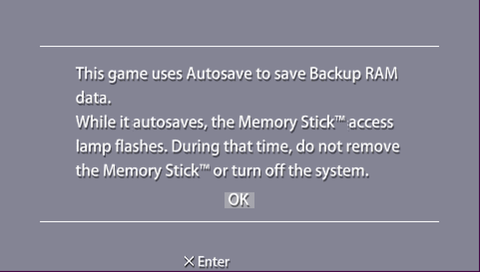 This game uses Autosave to save Backup RAM
data.
While it autosaves, the Memory Stick™ access
lamp flashes. During that time, do not remove
the Memory Stick™ or turn off the system.
OK
✕ Enter